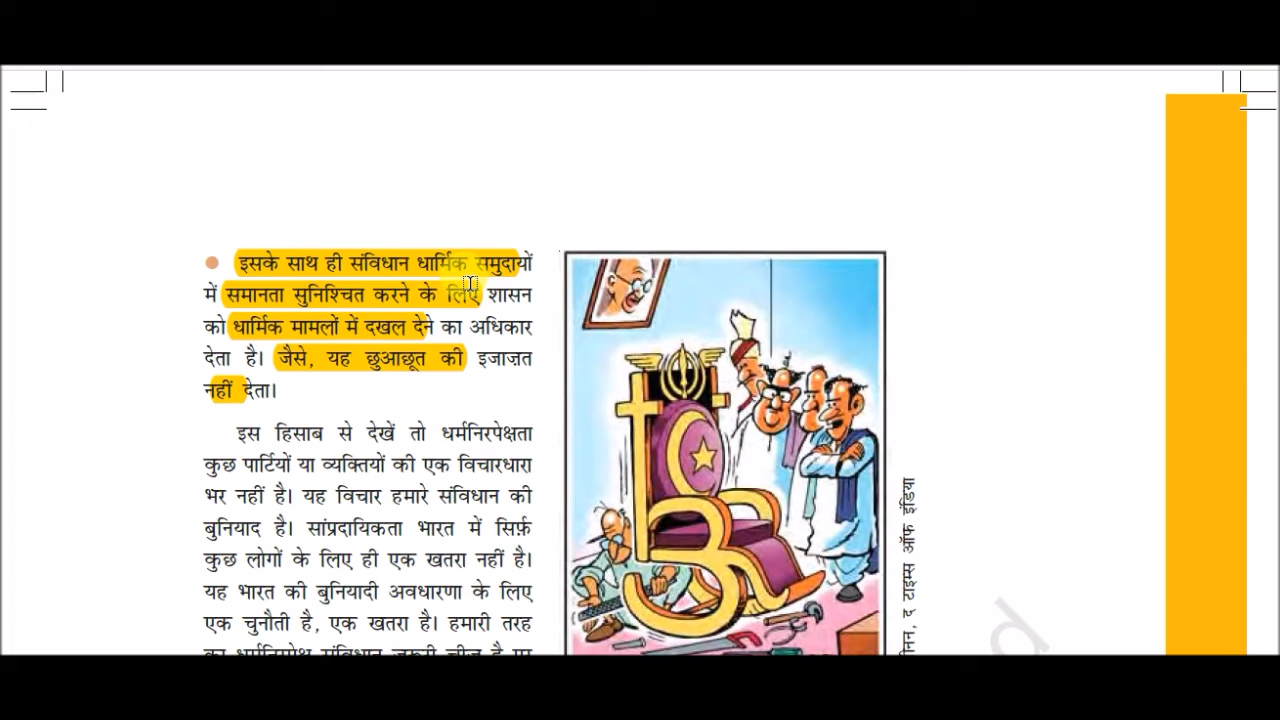 इसके साथ ही संविधान धार्मिक समुदायों
में समानता सुनिश्चित करने के लिए शासन
को धार्मिक मामलों में दखल देने का अधिकार
देता है। जैसे, यह छुआछूत की इजाज़त
नहीं देता।
इस हिसाब से देखें तो धर्मनिरपेक्षता
कुछ पार्टियों या व्यक्तियों की एक विचारधारा
भर नहीं है। यह विचार हमारे संविधान की
बुनियाद है। सांप्रदायिकता भारत में सिर्फ़
कुछ लोगों के लिए ही एक खतरा नहीं है।
यह भारत की बुनियादी अवधारणा के लिए
एक चुनौती है, एक खतरा है। हमारी तरह
द टाइम्स ऑफ इंडिया
d